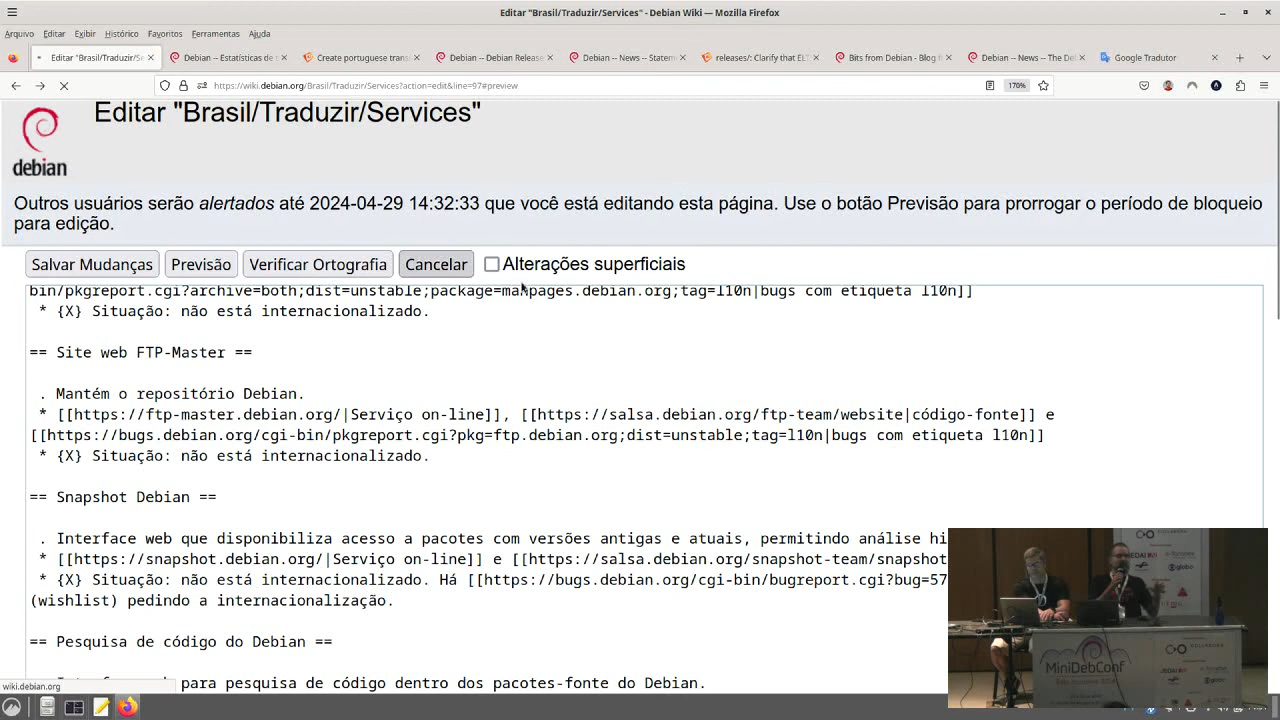 Editar "Brasil/Traduzir/Services" - Debian Wiki — Mozilla Firefox
Arquivo Editar Exibir Histórico Favoritos Ferramentas Ajuda
Editar "Brasil/Traduzir/Se
Debian -- Estatísticas de
Create portuguese trans
Debian -- Debian Releas
Debian -- News -- Statem
releases/: Clarify that ELT
Bits from Debian - Blog
Debian -- News -- The De
Google Tradutor
https://wiki.debian.org/Brasil/Traduzir/Services?action=edit&line=97#preview
170%
Editar "Brasil/Traduzir/Services"
debian
Outros usuários serão alertados até 2024-04-29 14:32:33 que você está editando esta página. Use o botão Previsão para prorrogar o período de bloqueio
para edição.
Salvar Mudanças Previsão Verificar Ortografia Cancelar Alterações superficiais
bin/pkgreport.cgi?archive=both;dist=unstable;package=manpages.debian.org;tag=l10n|bugs com etiqueta l10n]]
* {X} Situação: não está internacionalizado.
== Site web FTP-Master ==
. Mantém o repositório Debian.
* [[https://ftp-master.debian.org/|Serviço on-line]], [[https://salsa.debian.org/ftp-team/website|código-fonte]] e
[[https://bugs.debian.org/cgi-bin/pkgreport.cgi?pkg=ftp.debian.org;dist=unstable;tag=l10n|bugs com etiqueta l10n]]
* {X} Situação: não está internacionalizado.
== Snapshot Debian ==
. Interface web que disponibiliza acesso a pacotes com versões antigas e atuais, permitindo análise hi
* [[https://snapshot.debian.org/|Serviço on-line]] e [[https://salsa.debian.org/snapshot-team/snapshot
* {X} Situação: não está internacionalizado. Há [[https://bugs.debian.org/cgi-bin/bugreport.cgi?bug=57
(wishlist) pedindo a internacionalização.
== Pesquisa de código do Debian ==
para pesquisa de código dentro dos pacotes-fonte do Debian.
wiki.debian.org
COLLABORA
globo
MiniDebConf
COLLABORA
globo